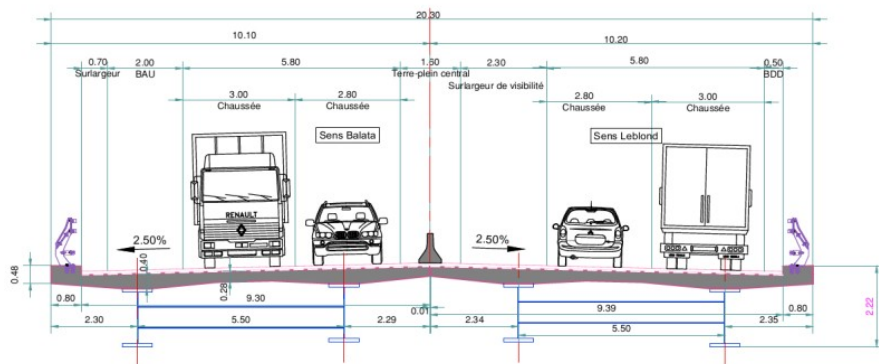 20.30
10.10
10.20
0.70 2.00 5.80 1.60 2.30 5.80 0.50
Surlargeur BAU Terre-plein central BDD
Surlargeur de visibilité
3.00 2.80 2.80 3.00
Chaussée Chaussée Chaussée Chaussée
Sens Balata Sens Leblond
RENAULT
2.50% 2.50%
0.48 0.40
0.28
0.80 9.30 0.01 9.39 0.80
2.30 5.50 2.29 2.34 5.50 2.35
2.22